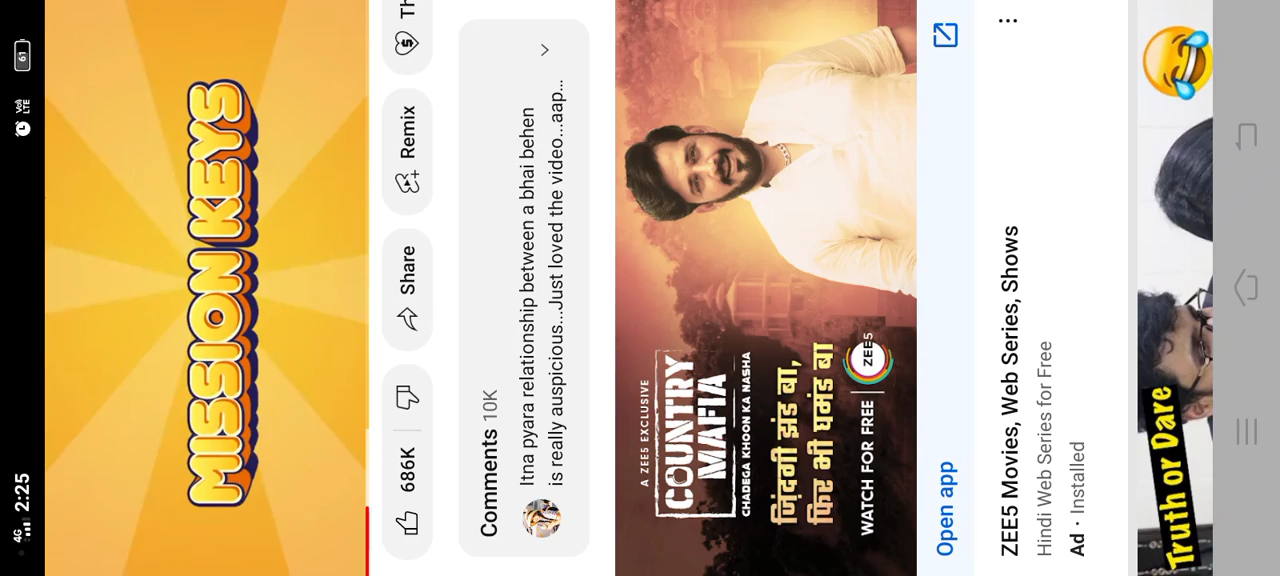 4G 2:25 Vo) LTE 61
MISSION KEYS
686K Share Remix Th
Comments 10K
Itna pyara relationship between a bhai behen
is really auspicious...Just loved the video...aap...
A ZEE5 EXCLUSIVE
COUNTRY
MAFIA
CHADEGA KHOON KA NASHA
ज़िंदगी झंड बा,
फिर भी घमंड बा
WATCH FOR FREE | ZEE5
Open app
ZEE5 Movies, Web Series, Shows
Hindi Web Series for Free
Ad · Installed
Truth or Dare